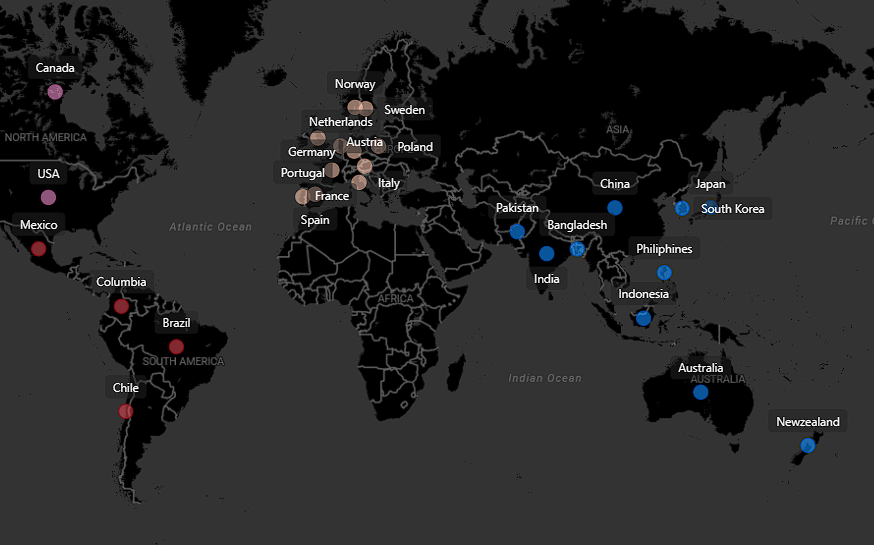 Canada
Norway
Sweden
Netherlands
NORTH AMERICA
ASIA
Germany
Austria
Poland
USA
Portugal
Italy
China
Japan
France
Spain
Pakistan
South Korea
Mexico
Atlantic Ocean
Bangladesh
Pacific
Philiphines
India
Columbia
Indonesia
AFRICA
Brazil
SOUTH AMERICA
Australia
AUSTRALIA
Indian Ocean
Chile
Newzealand